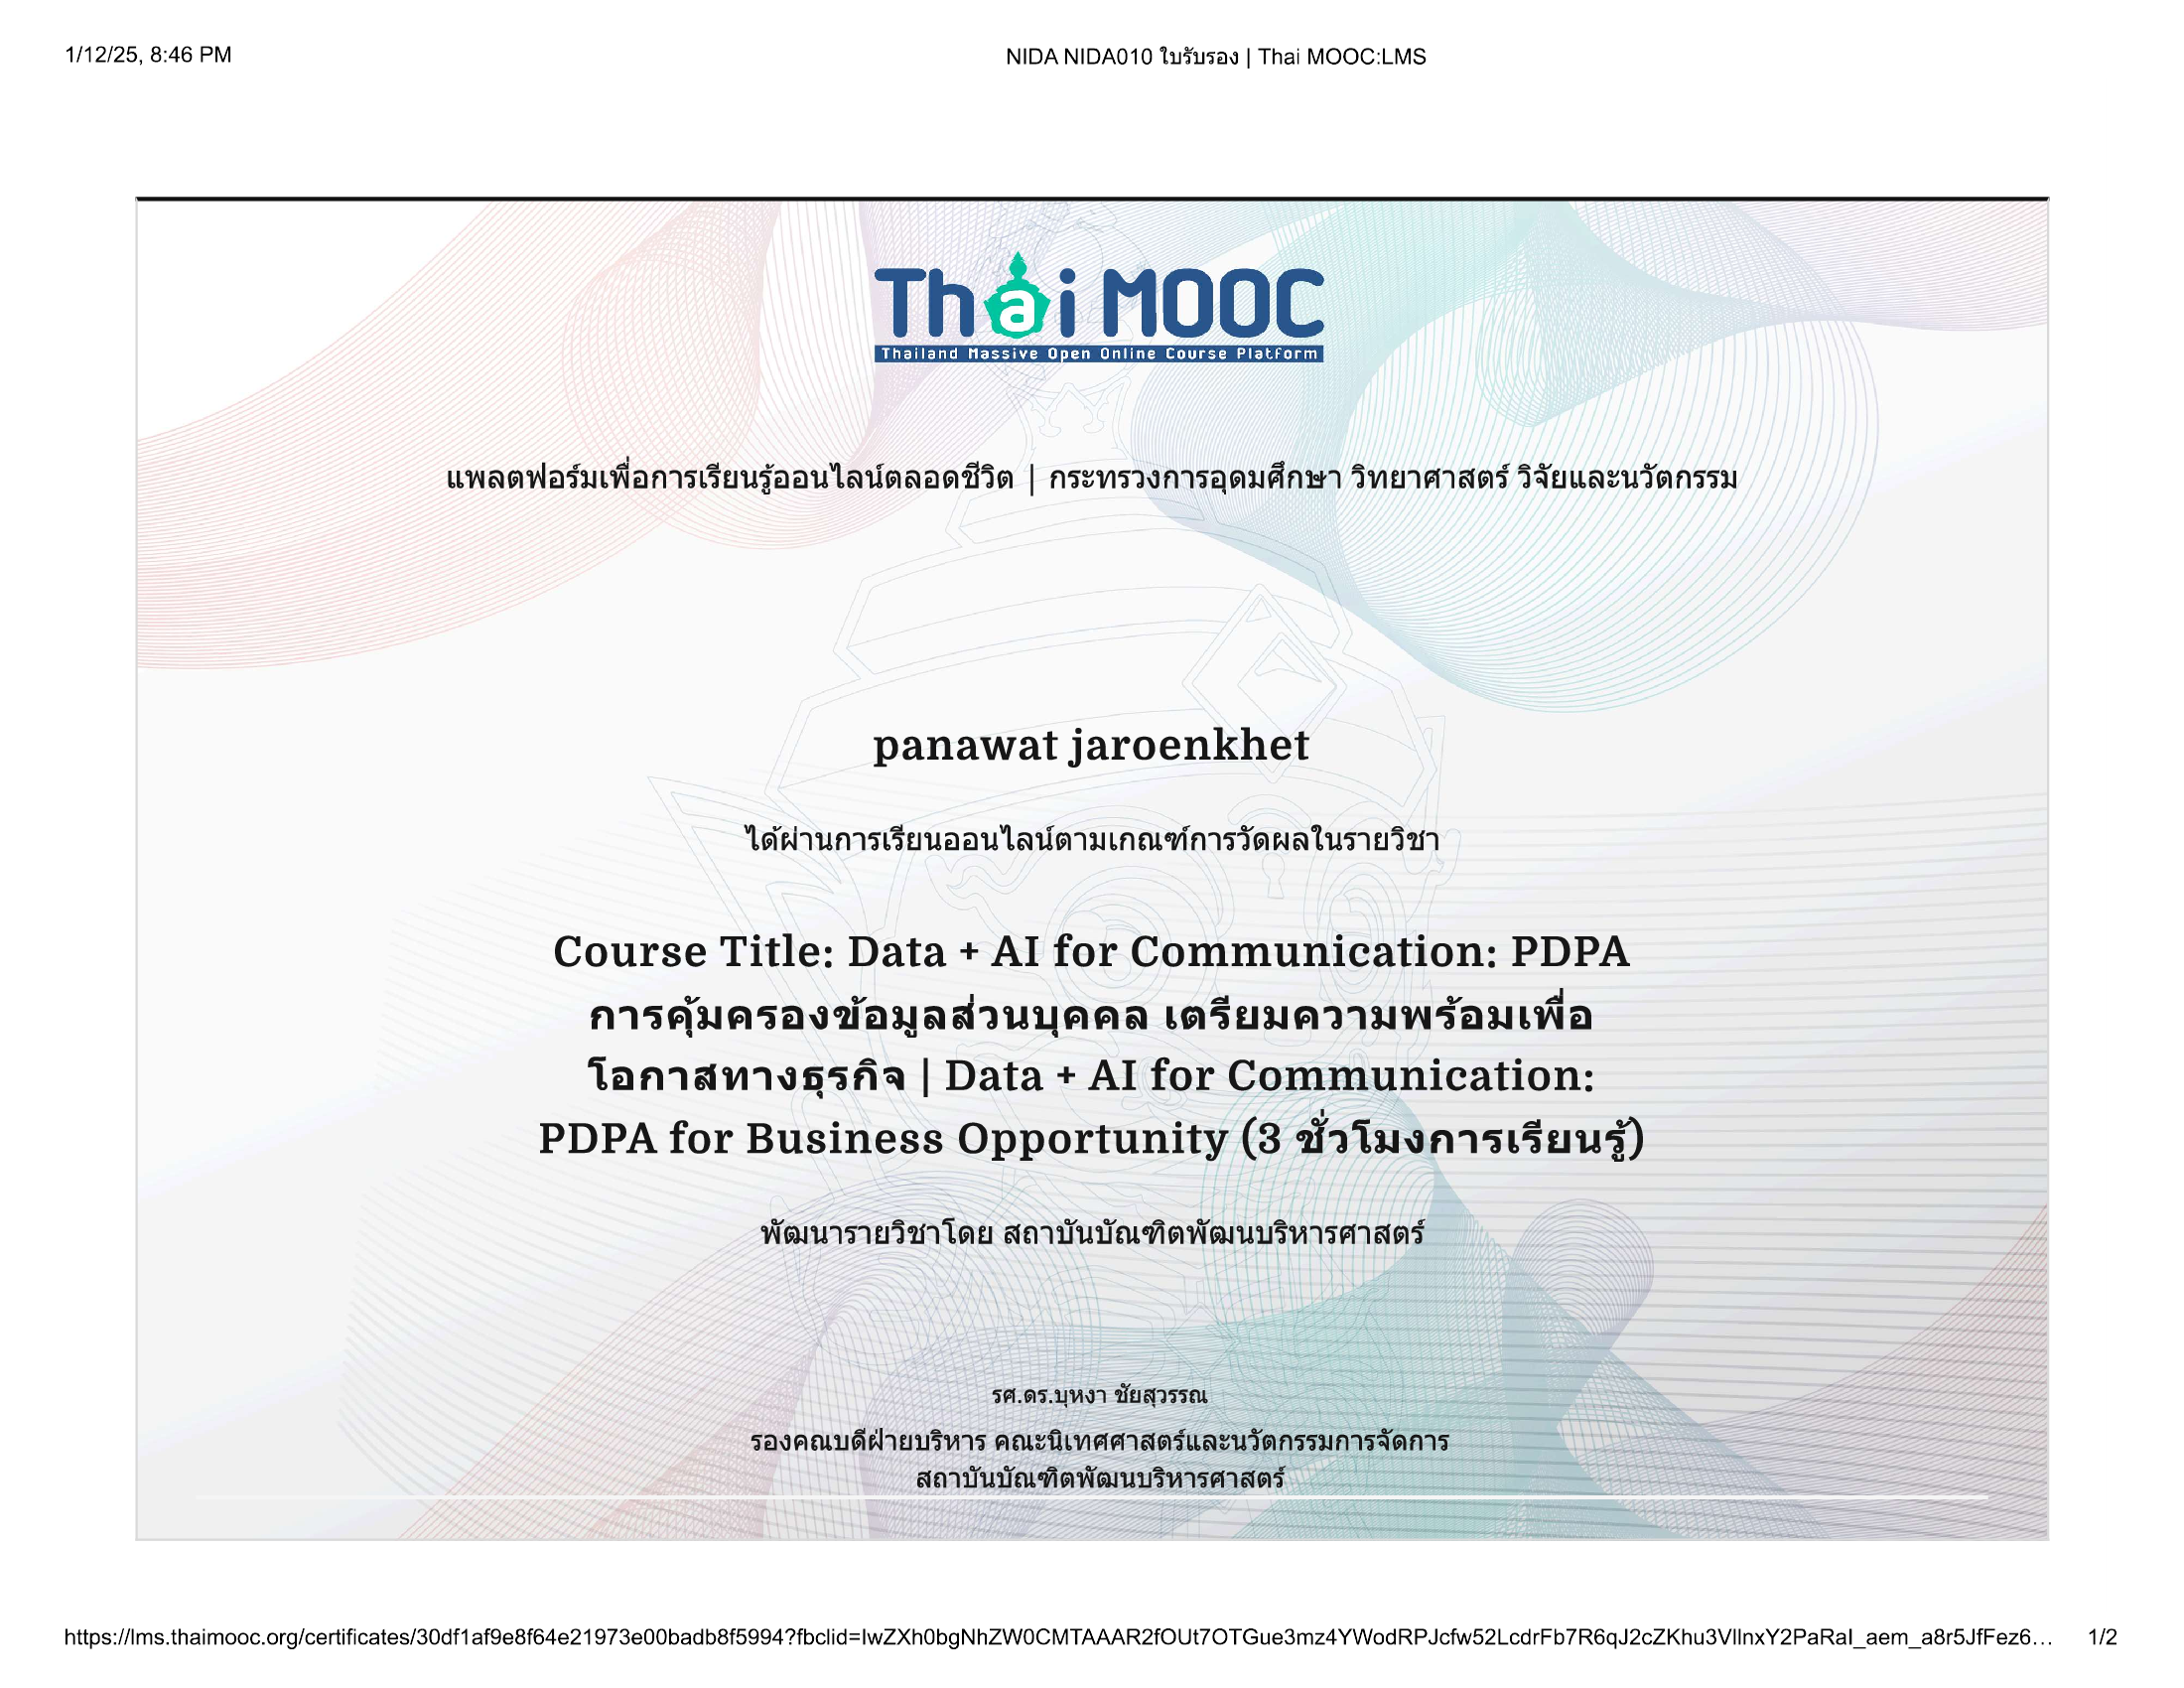 1/12/25, 8:46 PM
NIDA NIDA010 ใบรับรอง | Thai MOOC:LMS
Thai MOOC
Thailand Massive Open Online Course Platform
แพลตฟอร์มเพื่อการเรียนรู้ออนไลน์ตลอดชีวิต | กระทรวงการอุดมศึกษา วิทยาศาสตร์ วิจัยและนวัตกรรม
panawat jaroenkhet
ได้ผ่านการเรียนออนไลน์ตามเกณฑ์การวัดผลในรายวิชา
Course Title: Data + AI for Communication: PDPA
การคุ้มครองข้อมูลส่วนบุคคล เตรียมความพร้อมเพื่อ
โอกาสทางธุรกิจ | Data + AI for Communication:
PDPA for Business Opportunity (3 ชั่วโมงการเรียนรู้)
พัฒนารายวิชาโดย สถาบันบัณฑิตพัฒนบริหารศาสตร์
รศ.ดร.บุหงา ชัยสุวรรณ
รองคณบดีฝ่ายบริหาร คณะนิเทศศาสตร์และนวัตกรรมการจัดการ
สถาบันบัณฑิตพัฒนบริหารศาสตร์
https://lms.thaimooc.org/certificates/30df1af9e8f64e21973e00badb8f5994?fbclid=IwZXh0bgNhZW0CMTAAAR2fOUt7OTGue3mz4YWodRPJcfw52LcdrFb7R6qJ2cZKhu3VlInxY2PaRaI_aem_a8r5JfFez6… 1/2